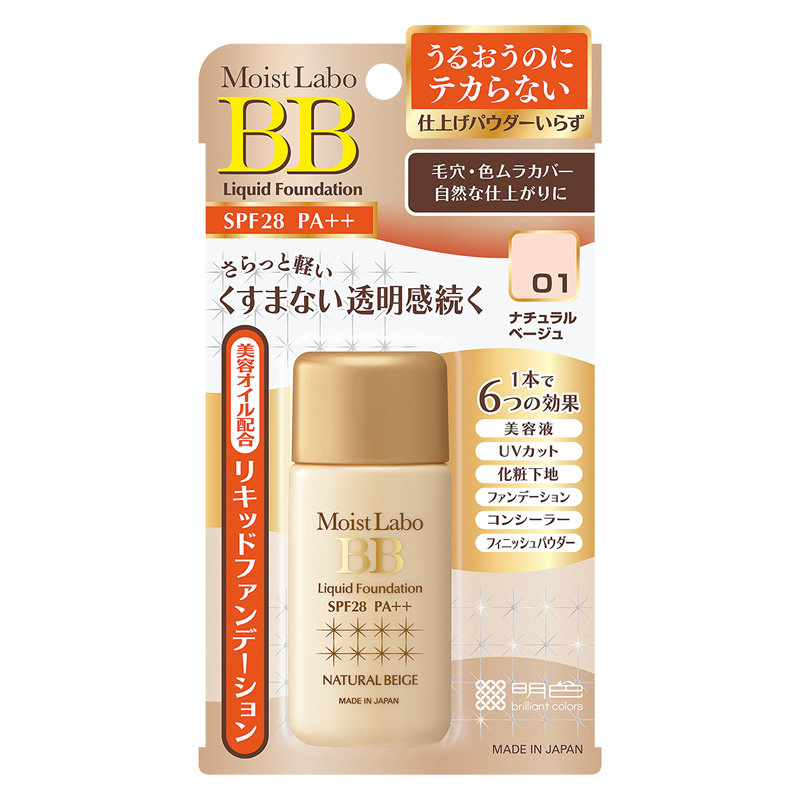 Moist Labo
BB
Liquid Foundation
SPF28 PA++
うるおうのに
テカらない
仕上げパウダーいらず
毛穴・色ムラカバー
自然な仕上がりに
01
ナチュラル
ベージュ
さらっと軽い
くすまない透明感続く
美容オイル配合
リキッドファンデーション
1本で
6つの効果
美容液
UVカット
化粧下地
ファンデーション
コンシーラー
フィニッシュパウダー
Moist Labo
BB
Liquid Foundation
SPF28 PA++
NATURAL BEIGE
MADE IN JAPAN
明色
brilliant colors
MADE IN JAPAN